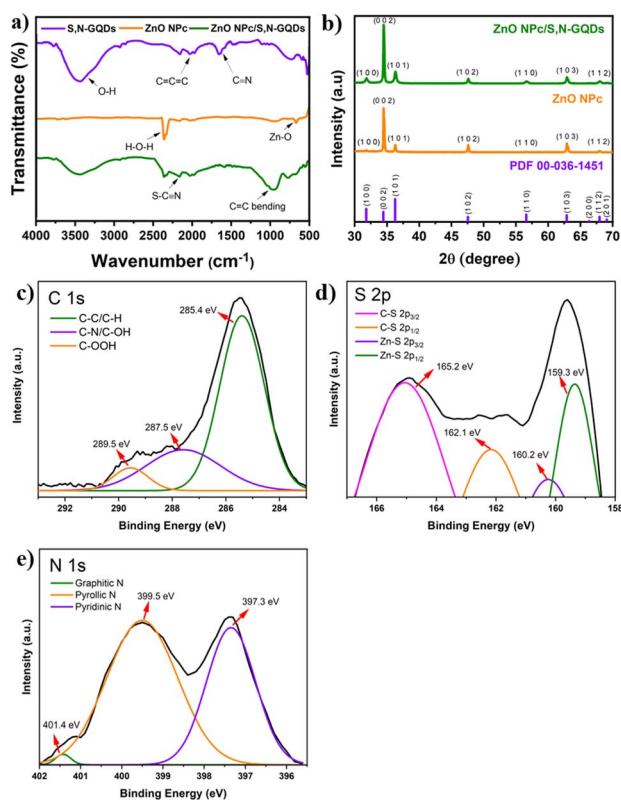 a)
S,N-GQDs
ZnO NPc
ZnO NPc/S,N-GQDs
Transmittance (%)
O-H
C=C=C
C=N
H-O-H
Zn-O
S-C≡N
C=C bending
4000 3500 3000 2500 2000 1500 1000 500
Wavenumber (cm-1)
b)
Intensity (a.u)
(0 0 2)
ZnO NPc/S,N-GQDs
(1 0 0)
(1 0 1)
(1 0 2)
(1 1 0)
(1 0 3)
(1 1 2)
(0 0 2)
ZnO NPc
(1 0 0)
(1 0 1)
(1 0 2)
(1 1 0)
(1 0 3)
(1 1 2)
PDF 00-036-1451
(1 0 0)
(0 0 2)
(1 0 1)
(1 0 2)
(1 1 0)
(1 0 3)
(2 0 0)
(1 1 2)
(2 0 1)
30 35 40 45 50 55 60 65 70
2θ (degree)
c)
C 1s
C-C/C-H
C-N/C-OH
C-OOH
285.4 eV
287.5 eV
289.5 eV
Intensity (a.u.)
292 290 288 286 284
Binding Energy (eV)
d)
S 2p
C-S 2p3/2
C-S 2p1/2
Zn-S 2p3/2
Zn-S 2p1/2
165.2 eV
159.3 eV
162.1 eV
160.2 eV
Intensity (a.u.)
166 164 162 160 158
Binding Energy (eV)
e)
N 1s
Graphitic N
Pyrollic N
Pyridinic N
399.5 eV
397.3 eV
401.4 eV
Intensity (a.u.)
402 401 400 399 398 397 396
Binding Energy (eV)